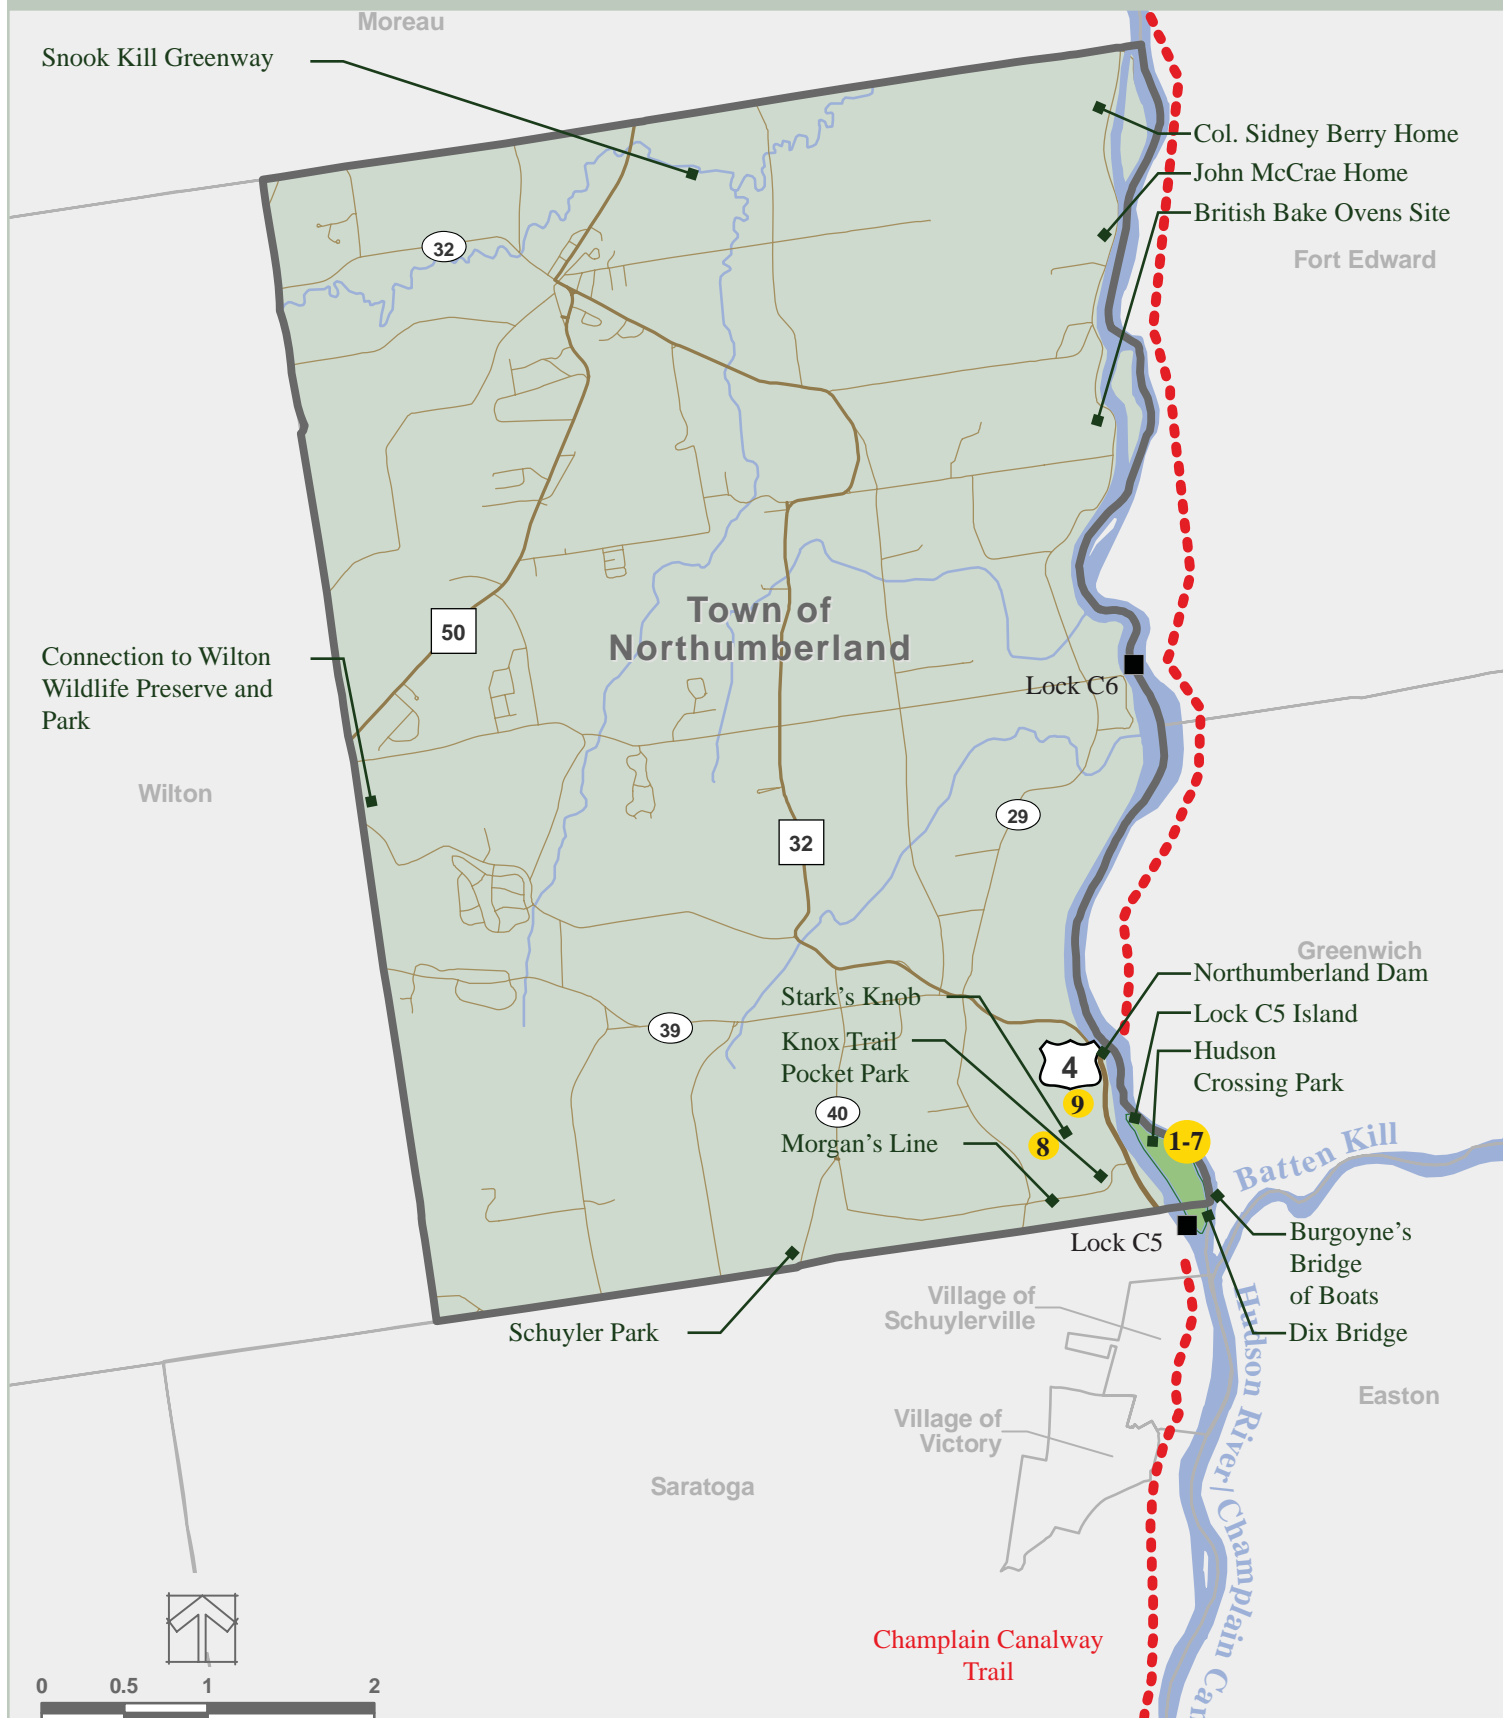 Moreau
Snook Kill Greenway
Col. Sidney Berry Home
John McCrae Home
British Bake Ovens Site
32
Fort Edward
Town of
Northumberland
50
Connection to Wilton
Wildlife Preserve and
Park
Lock C6
Wilton
29
32
Greenwich
Northumberland Dam
Stark's Knob
Lock C5 Island
39
Knox Trail
Pocket Park
Hudson
Crossing Park
4
9
40
8
1-7
Morgan's Line
Batten Kill
Lock C5
Burgoyne's
Bridge
of Boats
Village of
Schuylerville
Schuyler Park
Dix Bridge
Hudson River | Champlain
Easton
Village of
Victory
Saratoga
Champlain Canalway
Trail
0 0.5 1 2